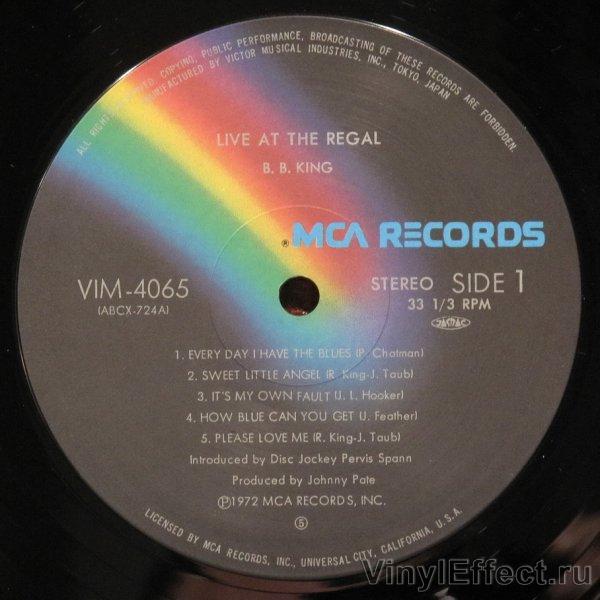 ALL RIGHTS RESERVED. COPYING, PUBLIC PERFORMANCE, BROADCASTING OF THESE RECORDS ARE FORBIDDEN.
MANUFACTURED BY VICTOR MUSICAL INDUSTRIES, INC., TOKYO, JAPAN
LIVE AT THE REGAL
B. B. KING
® MCA RECORDS
VIM-4065
(ABCX-724A)
STEREO SIDE 1
33 1/3 RPM
1. EVERY DAY I HAVE THE BLUES (P. Chatman)
2. SWEET LITTLE ANGEL (R. King-J. Taub)
3. IT'S MY OWN FAULT (J. L. Hooker)
4. HOW BLUE CAN YOU GET (J. Feather)
5. PLEASE LOVE ME (R. King-J. Taub)
Introduced by Disc Jockey Pervis Spann
Produced by Johnny Pate
Ⓟ1972 MCA RECORDS, INC.
⑤
LICENSED BY MCA RECORDS, INC., UNIVERSAL CITY, CALIFORNIA, U.S.A.
VinylEffect.ru